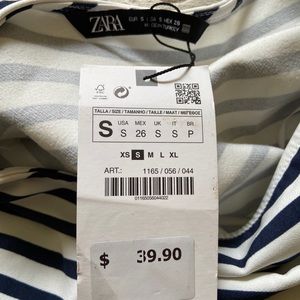 ZARA
EUR S USA S MEX 26
TALLA / SIZE / TAMANHO / TAILLE / MAAT / ΜΕΓΕΘΟΣ
S
USA MEX UK IT BR
S 26 S S P
XS S M L XL
ART.: 1165 / 056 / 044
$ 39.90